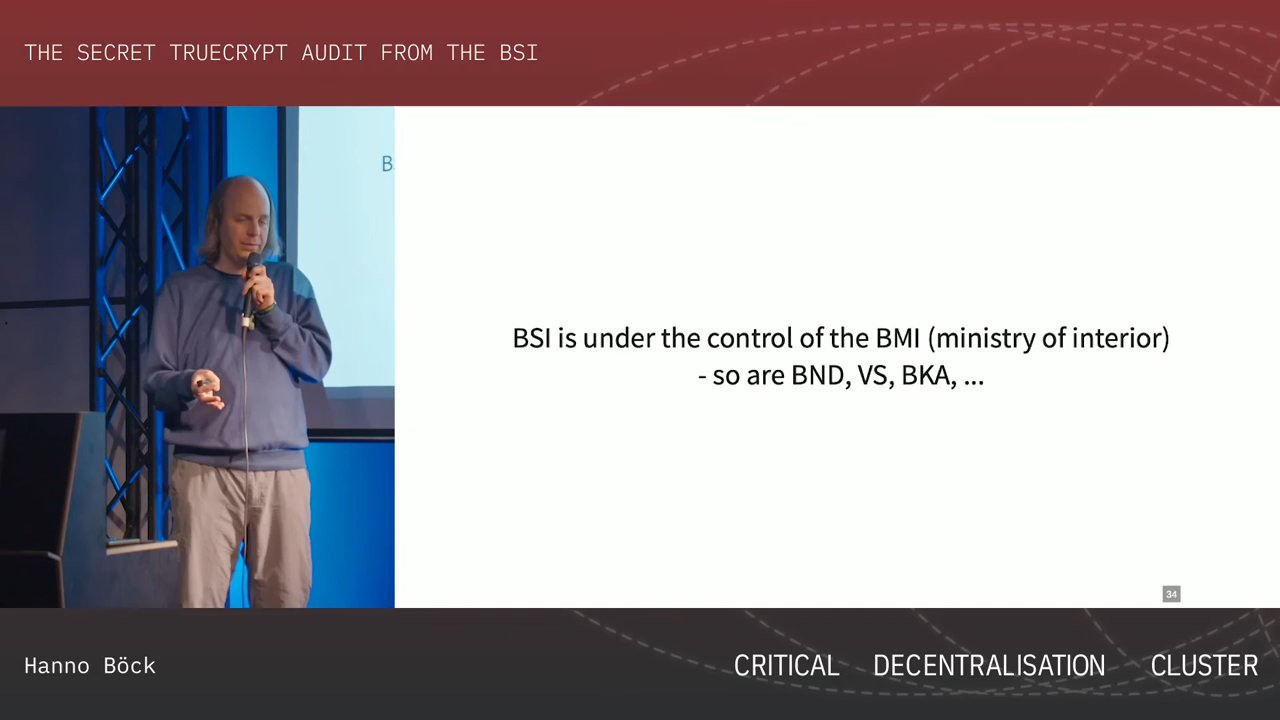 THE SECRET TRUECRYPT AUDIT FROM THE BSI
B
BSI is under the control of the BMI (ministry of interior)
- so are BND, VS, BKA, ...
34
Hanno Böck
CRITICAL DECENTRALISATION CLUSTER